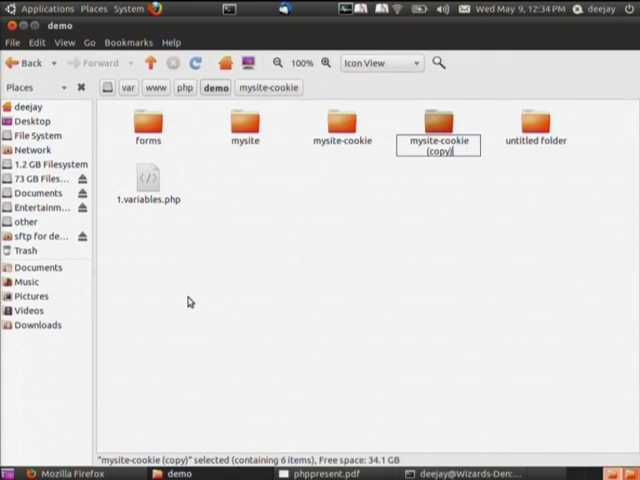 Applications Places System
Wed May 9, 12:34 PM
deejay
demo
File Edit View Go Bookmarks Help
Back Forward 100% Icon View
Places
var www php demo mysite-cookie
deejay
Desktop
File System
Network
1.2 GB Filesystem
73 GB Files...
Documents
Entertainm...
other
sftp for de...
Trash
Documents
Music
Pictures
Videos
Downloads
forms
mysite
mysite-cookie
mysite-cookie
(copy)
untitled folder
1.variables.php
"mysite-cookie (copy)" selected (containing 6 items), Free space: 34.1 GB
Mozilla Firefox
demo
phppresent.pdf
deejay@Wizards-Den:...